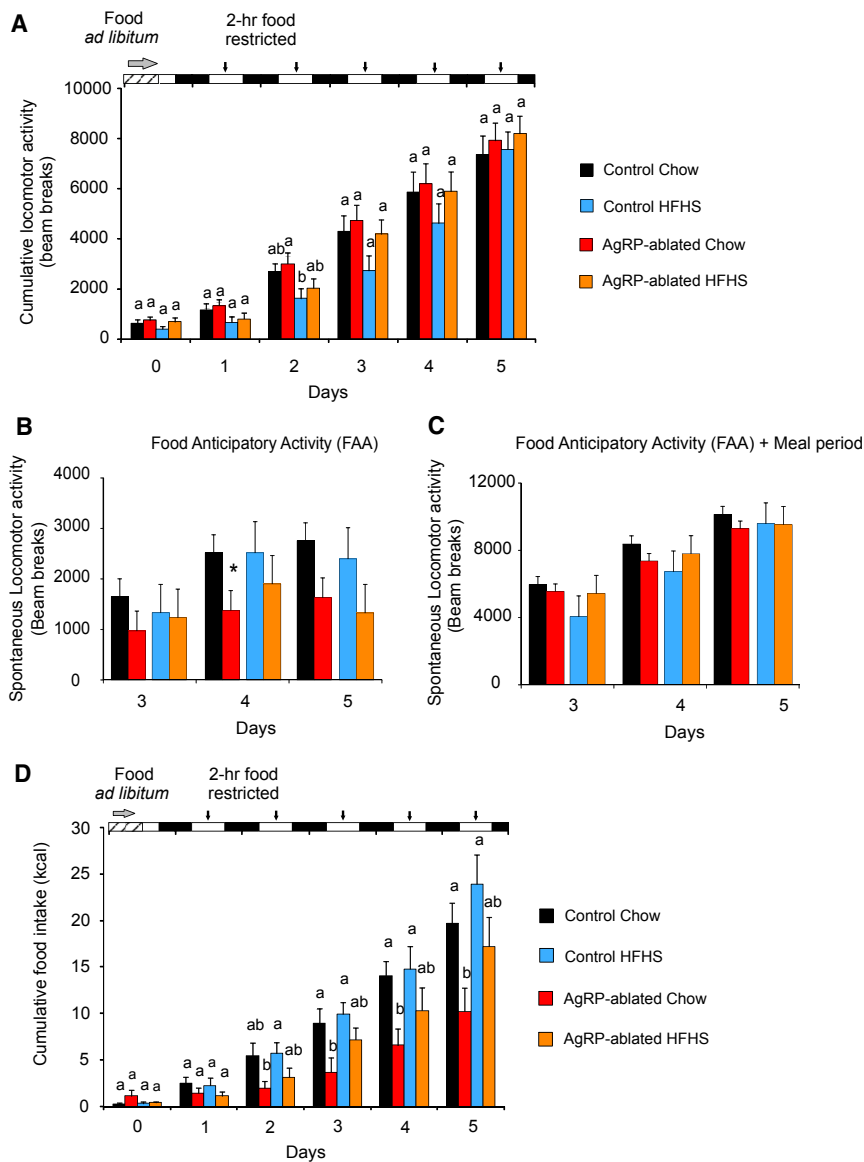 A
Food
ad libitum
2-hr food
restricted
Cumulative locomotor activity
(beam breaks)
10000
8000
6000
4000
2000
0
a a a a
a a a a
ab a b ab
a a a a
a a a a
a a a a
0 1 2 3 4 5
Days
Control Chow
Control HFHS
AgRP-ablated Chow
AgRP-ablated HFHS
B
Food Anticipatory Activity (FAA)
Spontaneous Locomotor activity
(Beam breaks)
4000
3000
2000
1000
0
*
3 4 5
Days
C
Food Anticipatory Activity (FAA) + Meal period
Spontaneous Locomotor activity
(Beam breaks)
12000
8000
4000
0
3 4 5
Days
D
Food
ad libitum
2-hr food
restricted
Cumulative food intake (kcal)
30
25
20
15
10
5
0
a a a a
a a a a
ab b a ab
a b a ab
a b a ab
a b a ab
0 1 2 3 4 5
Days
Control Chow
Control HFHS
AgRP-ablated Chow
AgRP-ablated HFHS